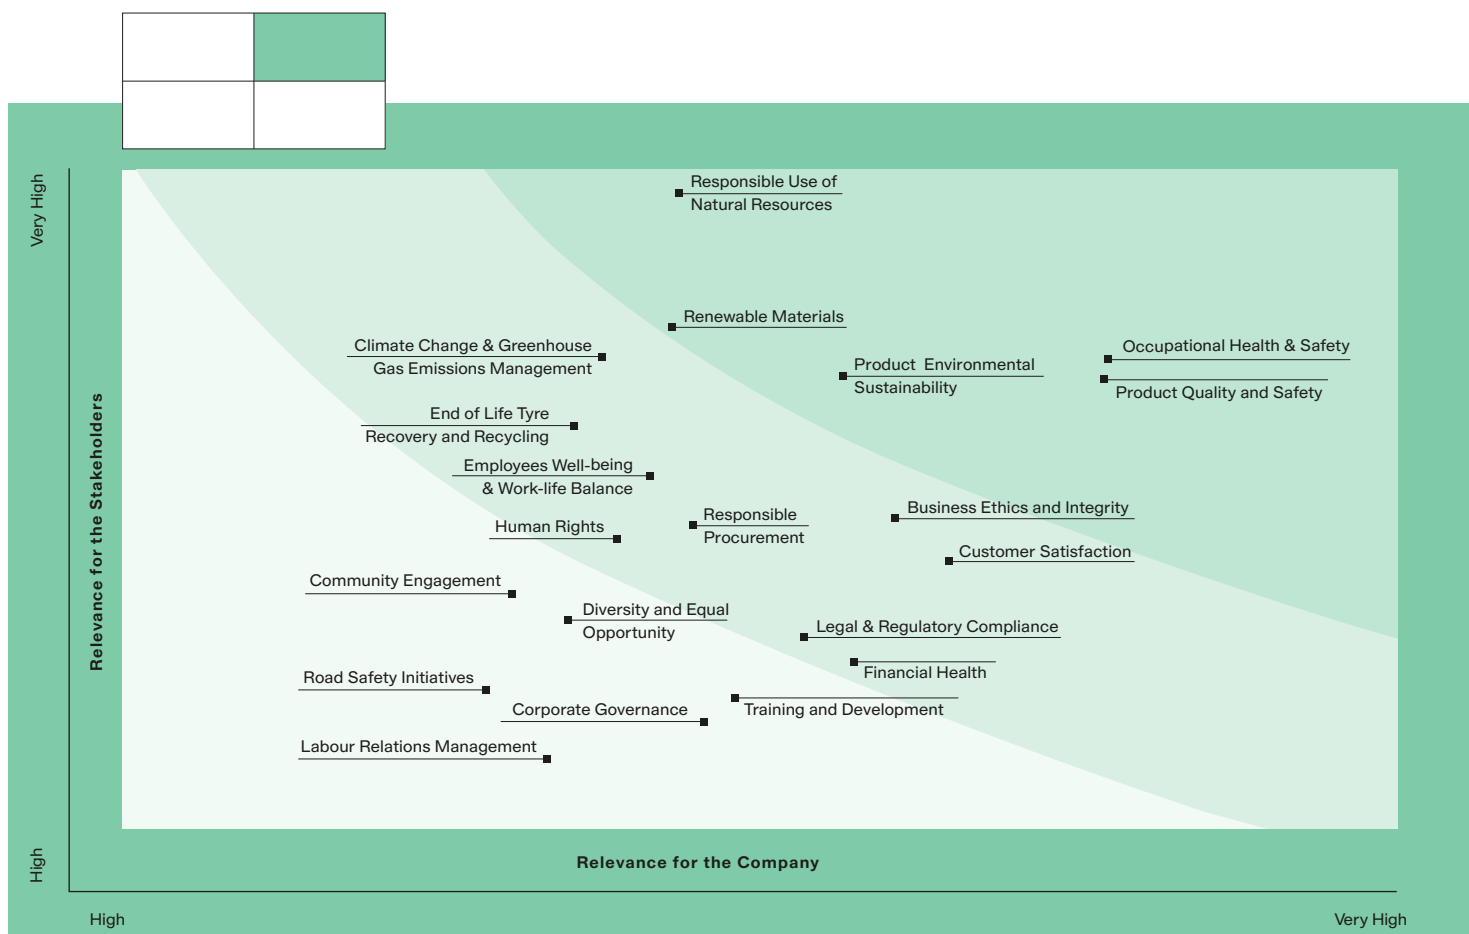 Very High
Relevance for the Stakeholders
High
Responsible Use of
Natural Resources
Renewable Materials
Climate Change & Greenhouse
Gas Emissions Management
Product Environmental
Sustainability
Occupational Health & Safety
Product Quality and Safety
End of Life Tyre
Recovery and Recycling
Employees Well-being
& Work-life Balance
Human Rights
Responsible
Procurement
Business Ethics and Integrity
Customer Satisfaction
Community Engagement
Diversity and Equal
Opportunity
Legal & Regulatory Compliance
Financial Health
Road Safety Initiatives
Corporate Governance
Training and Development
Labour Relations Management
Relevance for the Company
High
Very High